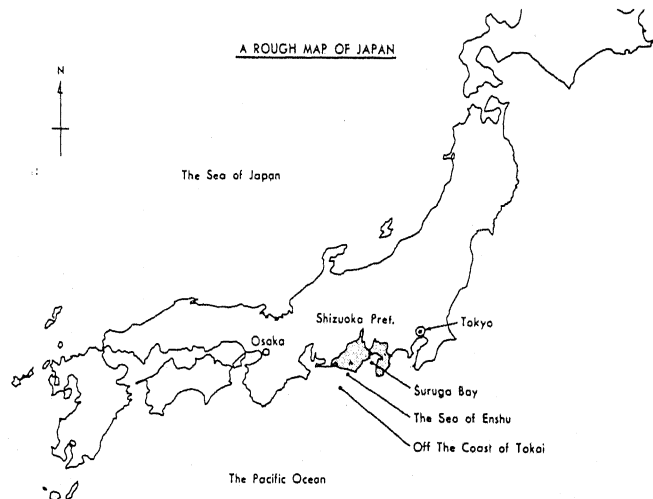 A ROUGH MAP OF JAPAN
N
The Sea of Japan
Shizuoka Pref.
Tokyo
Osaka
Suruga Bay
The Sea of Enshu
Off The Coast of Tokai
The Pacific Ocean